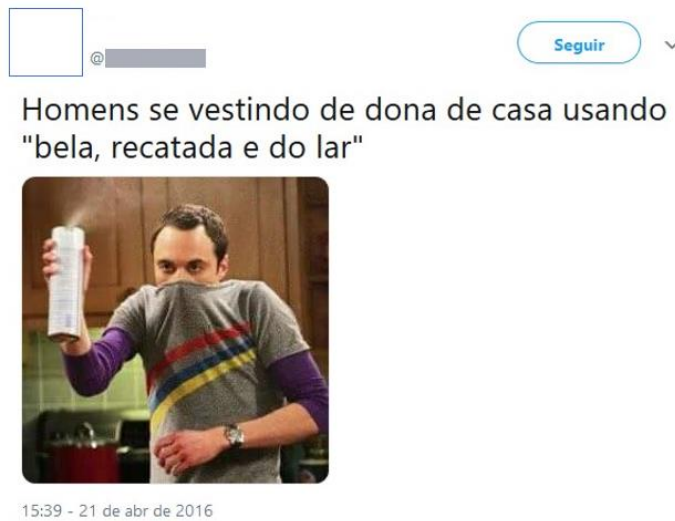 @
Seguir
Homens se vestindo de dona de casa usando
"bela, recatada e do lar"
15:39 - 21 de abr de 2016